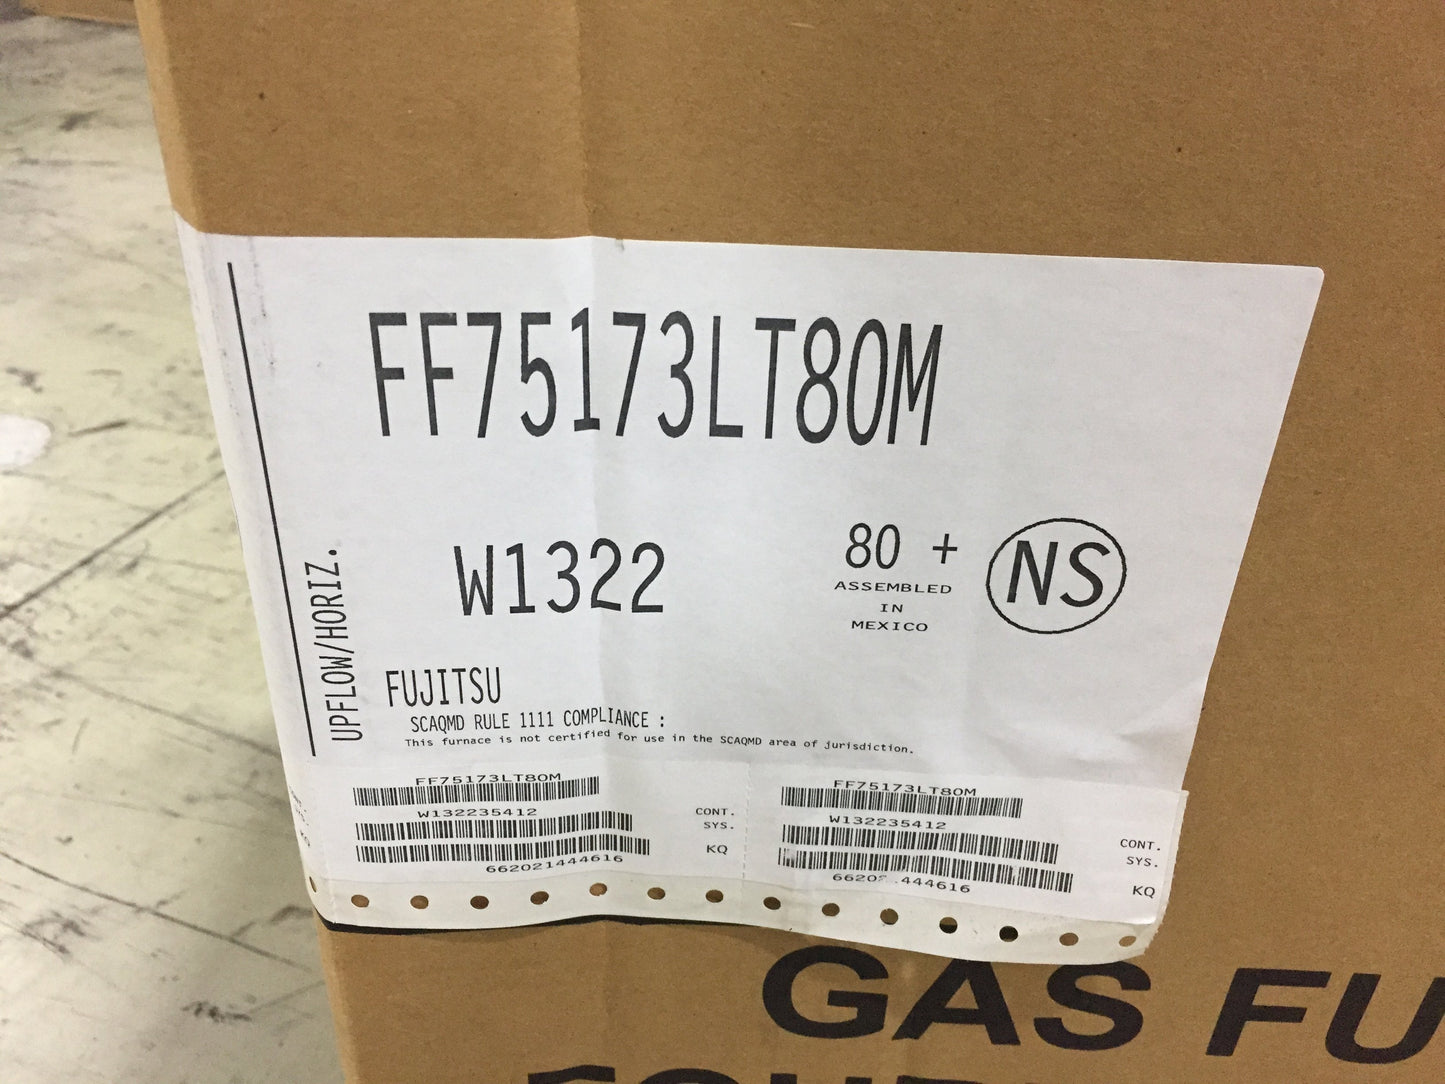 FF75173LT80M
W1322
80 +
ASSEMBLED
IN
MEXICO
NS
UPFLOW/HORIZ.
FUJITSU
SCAQMD RULE 1111 COMPLIANCE :
This furnace is not certified for use in the SCAQMD area of jurisdiction.
FF75173LT80M
W132235412
CONT.
SYS.
KQ
662021444616
FF75173LT80M
W132235412
CONT.
SYS.
KQ
GAS FU